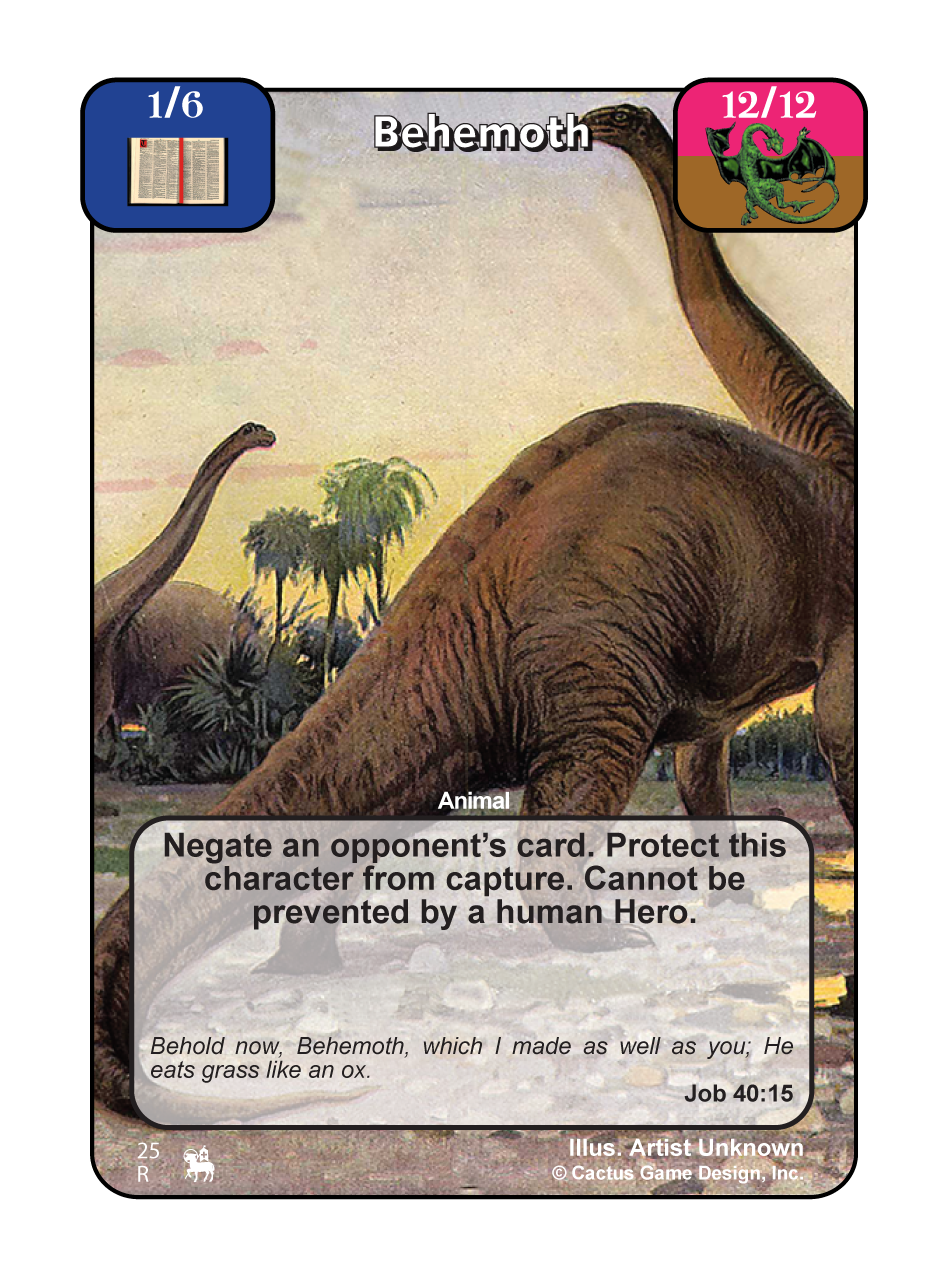 1/6
Behemoth
12/12
Animal
Negate an opponent's card. Protect this
character from capture. Cannot be
prevented by a human Hero.
Behold now, Behemoth, which I made as well as you; He
eats grass like an ox.
Job 40:15
25
R
Illus. Artist Unknown
© Cactus Game Design, Inc.